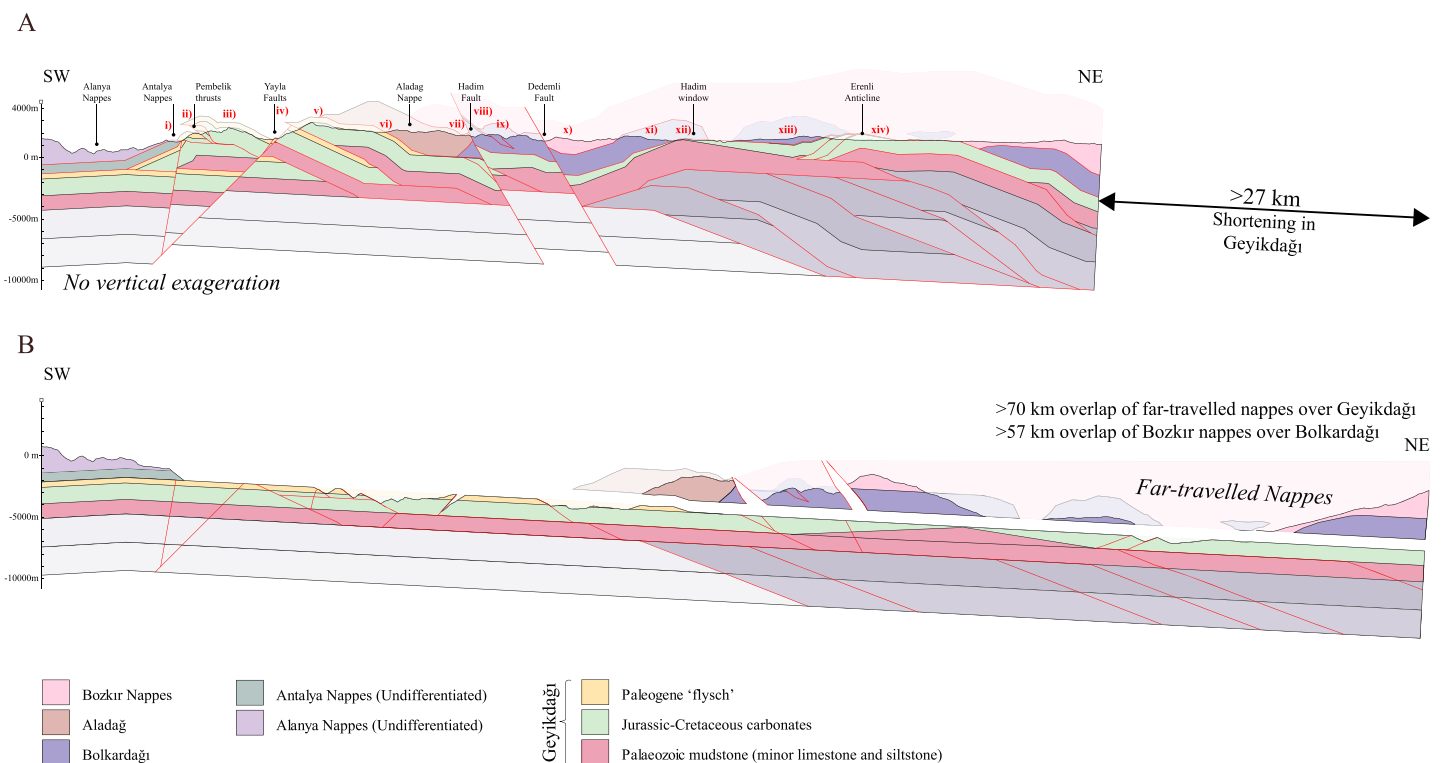 A
SW
NE
Alanya
Nappes
Antalya
Nappes
Pembelik
thrusts
Yayla
Faults
Aladag
Nappe
Hadim
Fault
Dedemli
Fault
Hadim
window
Erenli
Anticline
i)
ii)
iii)
iv)
v)
vi)
vii)
viii)
ix)
x)
xi)
xii)
xiii)
xiv)
4000m
0 m
-5000m
-10000m
No vertical exageration
>27 km
Shortening in
Geyikdağı
B
SW
>70 km overlap of far-travelled nappes over Geyikdağı
>57 km overlap of Bozkır nappes over Bolkardağı
NE
Far-travelled Nappes
0 m
-5000m
-10000m
Bozkır Nappes
Aladağ
Bolkardağı
Antalya Nappes (Undifferentiated)
Alanya Nappes (Undifferentiated)
Geyikdağı
Paleogene ‘flysch’
Jurassic-Cretaceous carbonates
Palaeozoic mudstone (minor limestone and siltstone)